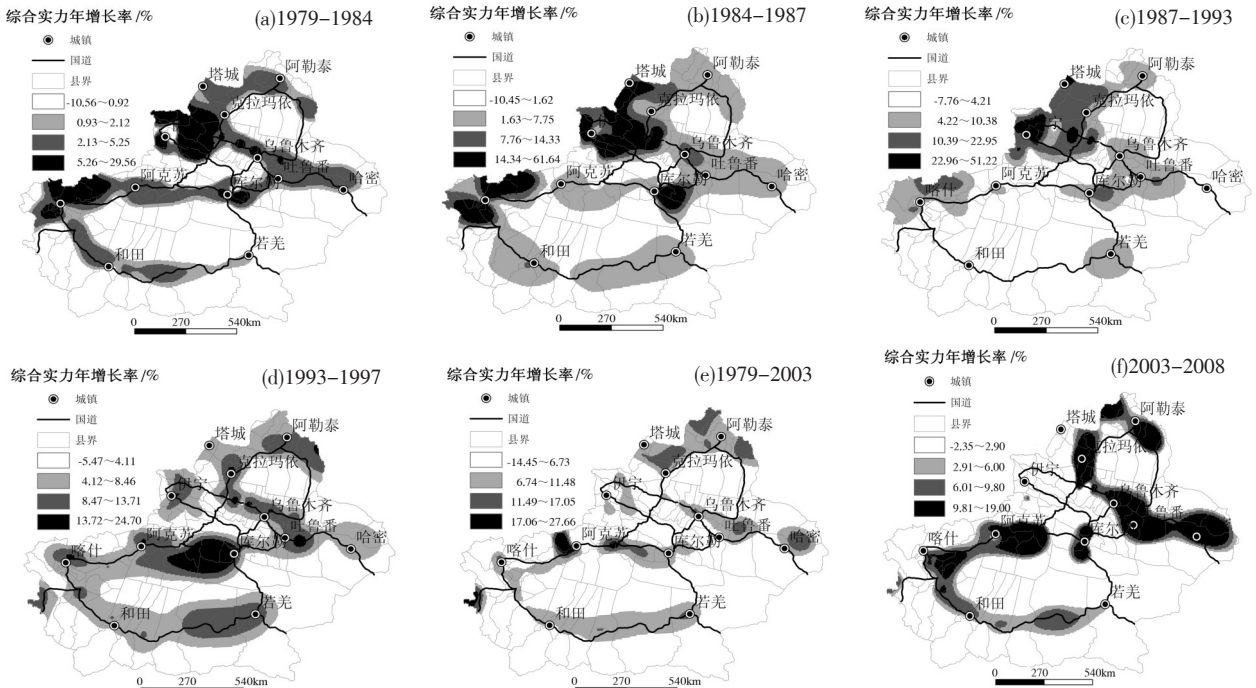 综合实力年增长率/%
(a)1979-1984
城镇
国道
县界
-10.56～0.92
0.93～2.12
2.13～5.25
5.26～29.56
塔城
阿勒泰
克拉玛依
乌鲁木齐
吐鲁番
哈密
阿克苏
库尔勒
和田
若羌
0 270 540km
综合实力年增长率/%
(b)1984-1987
城镇
国道
县界
-10.45～1.62
1.63～7.75
7.76～14.33
14.34～61.64
塔城
阿勒泰
克拉玛依
乌鲁木齐
吐鲁番
哈密
阿克苏
库尔勒
和田
若羌
0 270 540km
综合实力年增长率/%
(c)1987-1993
城镇
国道
县界
-7.76～4.21
4.22～10.38
10.39～22.95
22.96～51.22
塔城
阿勒泰
克拉玛依
乌鲁木齐
吐鲁番
哈密
喀什
阿克苏
库尔勒
和田
若羌
0 270 540km
综合实力年增长率/%
(d)1993-1997
城镇
国道
县界
-5.47～4.11
4.12～8.46
8.47～13.71
13.72～24.70
塔城
阿勒泰
克拉玛依
伊宁
乌鲁木齐
吐鲁番
哈密
喀什
阿克苏
库尔勒
和田
若羌
0 270 540km
综合实力年增长率/%
(e)1979-2003
城镇
国道
县界
-14.45～6.73
6.74～11.48
11.49～17.05
17.06～27.66
塔城
阿勒泰
克拉玛依
伊宁
乌鲁木齐
吐鲁番
哈密
喀什
阿克苏
库尔勒
和田
若羌
0 270 540km
综合实力年增长率/%
(f)2003-2008
城镇
国道
县界
-2.35～2.90
2.91～6.00
6.01～9.80
9.81～19.00
塔城
阿勒泰
克拉玛依
伊宁
乌鲁木齐
吐鲁番
哈密
喀什
阿克苏
库尔勒
和田
若羌
0 270 540km